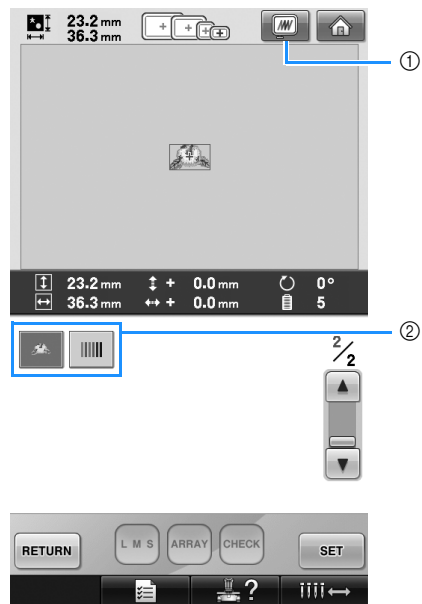 23.2 mm
36.3 mm
①
23.2 mm + 0.0 mm 0°
36.3 mm + 0.0 mm 5
②
2/2
RETURN L M S ARRAY CHECK SET
?